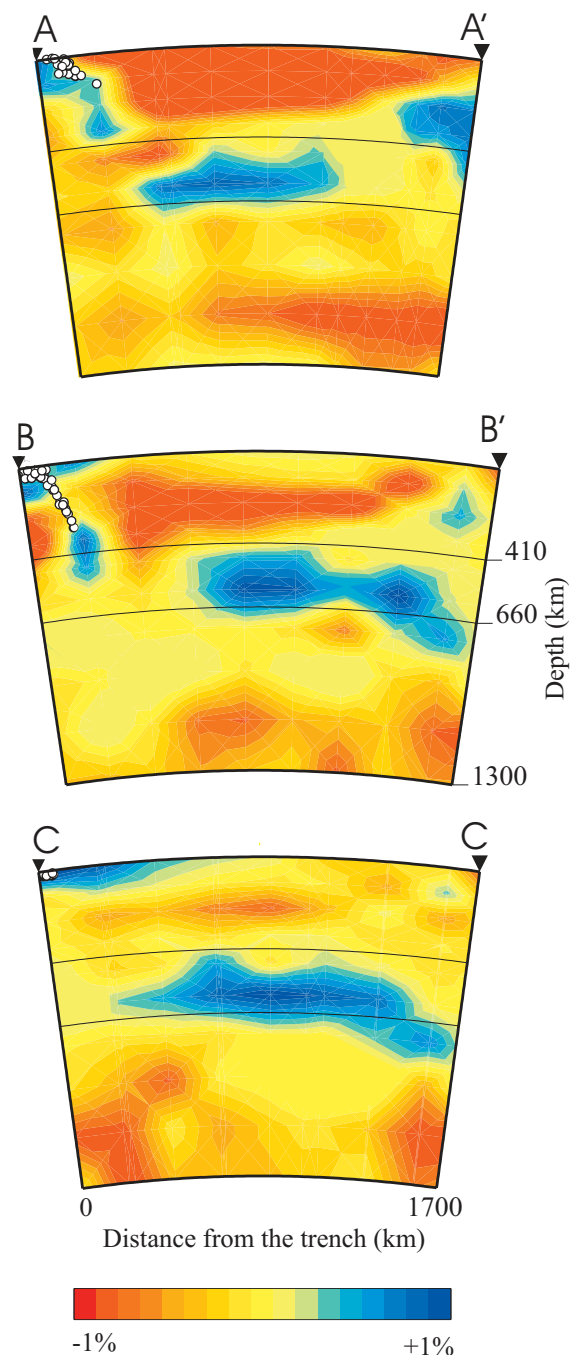 A A'
B B'
410
660
Depth (km)
1300
C C
0 1700
Distance from the trench (km)
-1% +1%